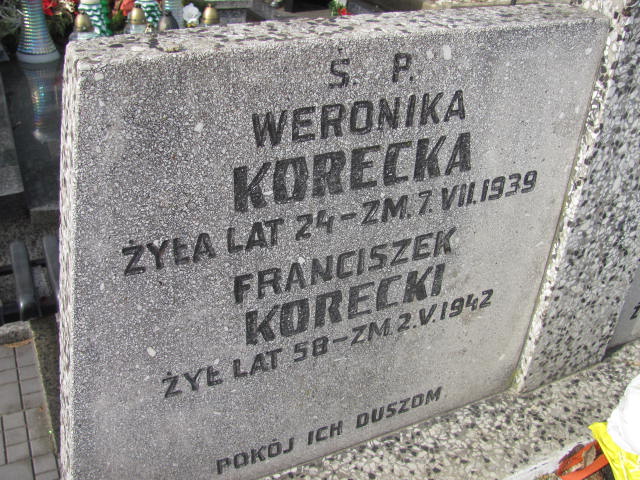 Ś. P.
WERONIKA
KORECKA
ŻYŁA LAT 24 - ZM. 7. VII. 1939
FRANCISZEK
KORECKI
ŻYŁ LAT 58 - ZM. 2. V. 1942
POKÓJ ICH DUSZOM